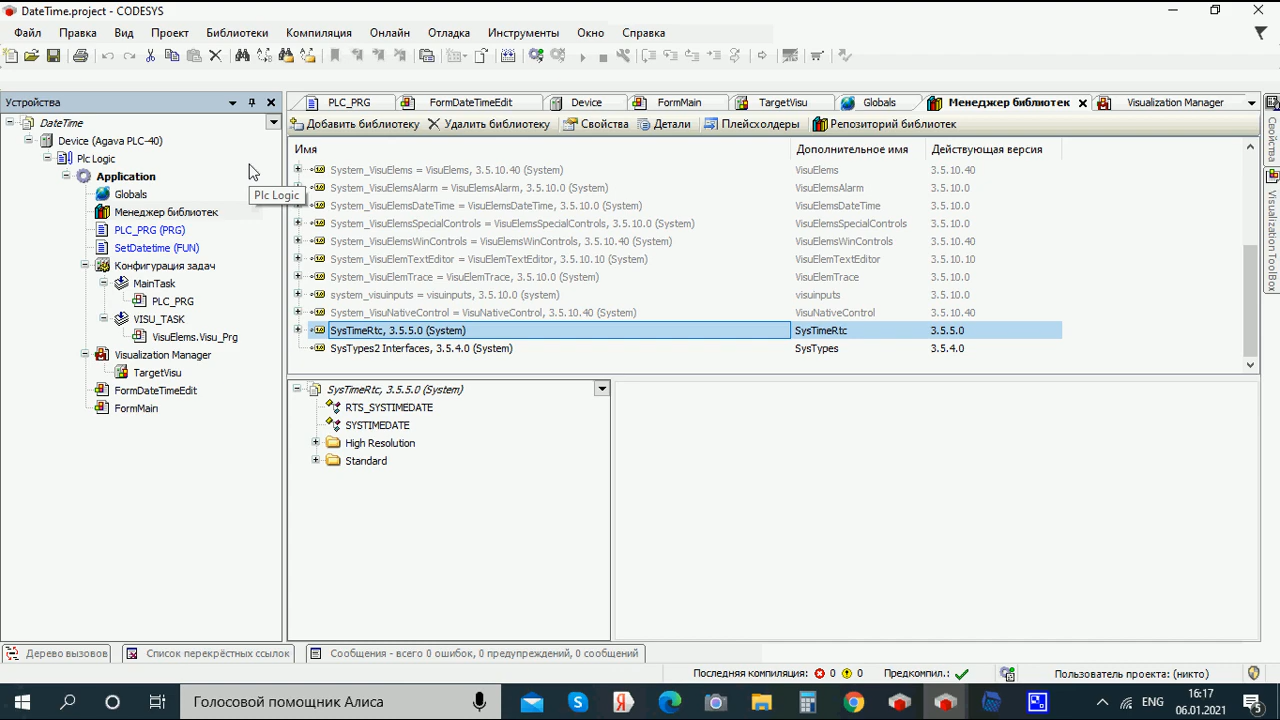 DateTime.project - CODESYS
Файл Правка Вид Проект Библиотеки Компиляция Онлайн Отладка Инструменты Окно Справка
Устройства
DateTime
Device (Agava PLC-40)
Plc Logic
Application
Globals
Менеджер библиотек
PLC_PRG (PRG)
SetDatetime (FUN)
Конфигурация задач
MainTask
PLC_PRG
VISU_TASK
VisuElems.Visu_Prg
Visualization Manager
TargetVisu
FormDateTimeEdit
FormMain
Plc Logic
PLC_PRG FormDateTimeEdit Device FormMain TargetVisu Globals Менеджер библиотек Visualization Manager
Добавить библиотеку Удалить библиотеку Свойства Детали Плейсхолдеры Репозиторий библиотек
Имя Дополнительное имя Действующая версия
System_VisuElems = VisuElems, 3.5.10.40 (System) VisuElems 3.5.10.40
System_VisuElemsAlarm = VisuElemsAlarm, 3.5.10.0 (System) VisuElemsAlarm 3.5.10.0
System_VisuElemsDateTime = VisuElemsDateTime, 3.5.10.0 (System) VisuElemsDateTime 3.5.10.0
System_VisuElemsSpecialControls = VisuElemsSpecialControls, 3.5.10.0 (System) VisuElemsSpecialControls 3.5.10.0
System_VisuElemsWinControls = VisuElemsWinControls, 3.5.10.40 (System) VisuElemsWinControls 3.5.10.40
System_VisuElemTextEditor = VisuElemTextEditor, 3.5.10.10 (System) VisuElemTextEditor 3.5.10.10
System_VisuElemTrace = VisuElemTrace, 3.5.10.0 (System) VisuElemTrace 3.5.10.0
system_visuinputs = visuinputs, 3.5.10.0 (system) visuinputs 3.5.10.0
System_VisuNativeControl = VisuNativeControl, 3.5.10.40 (System) VisuNativeControl 3.5.10.40
SysTimeRtc, 3.5.5.0 (System) SysTimeRtc 3.5.5.0
SysTypes2 Interfaces, 3.5.4.0 (System) SysTypes 3.5.4.0
SysTimeRtc, 3.5.5.0 (System)
RTS_SYSTIMEDATE
SYSTIMEDATE
High Resolution
Standard
Свойства
Visualization ToolBox
Дерево вызовов Список перекрёстных ссылок Сообщения - всего 0 ошибок, 0 предупреждений, 0 сообщений
Последняя компиляция: 0 0 Предкомпил.: Пользователь проекта: (никто)
Голосовой помощник Алиса
ENG
16:17
06.01.2021
5